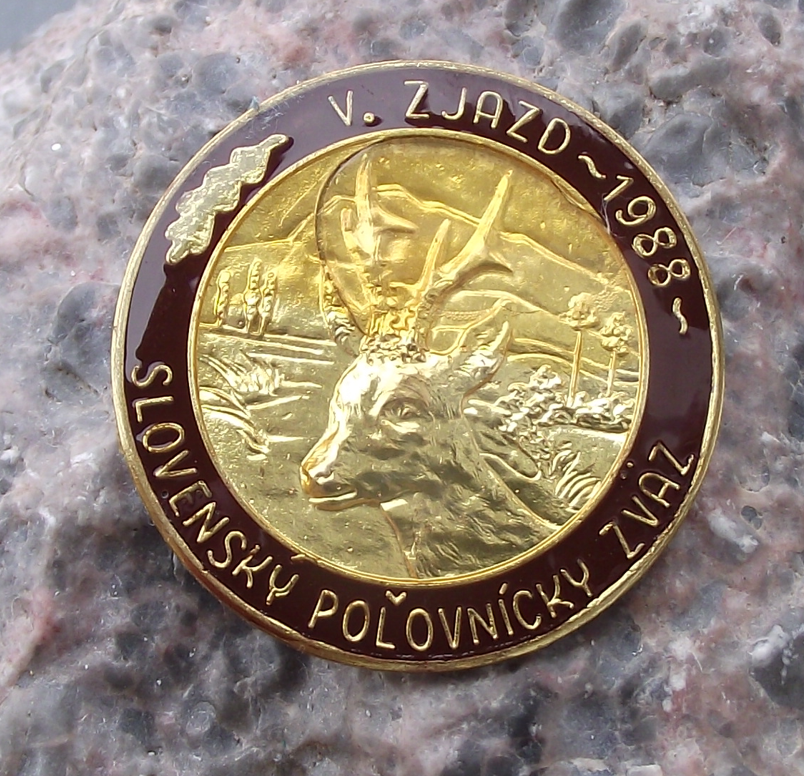 V. ZJAZD ~ 1988 ~
SLOVENSKÝ POĽOVNÍCKY ZVÄZ